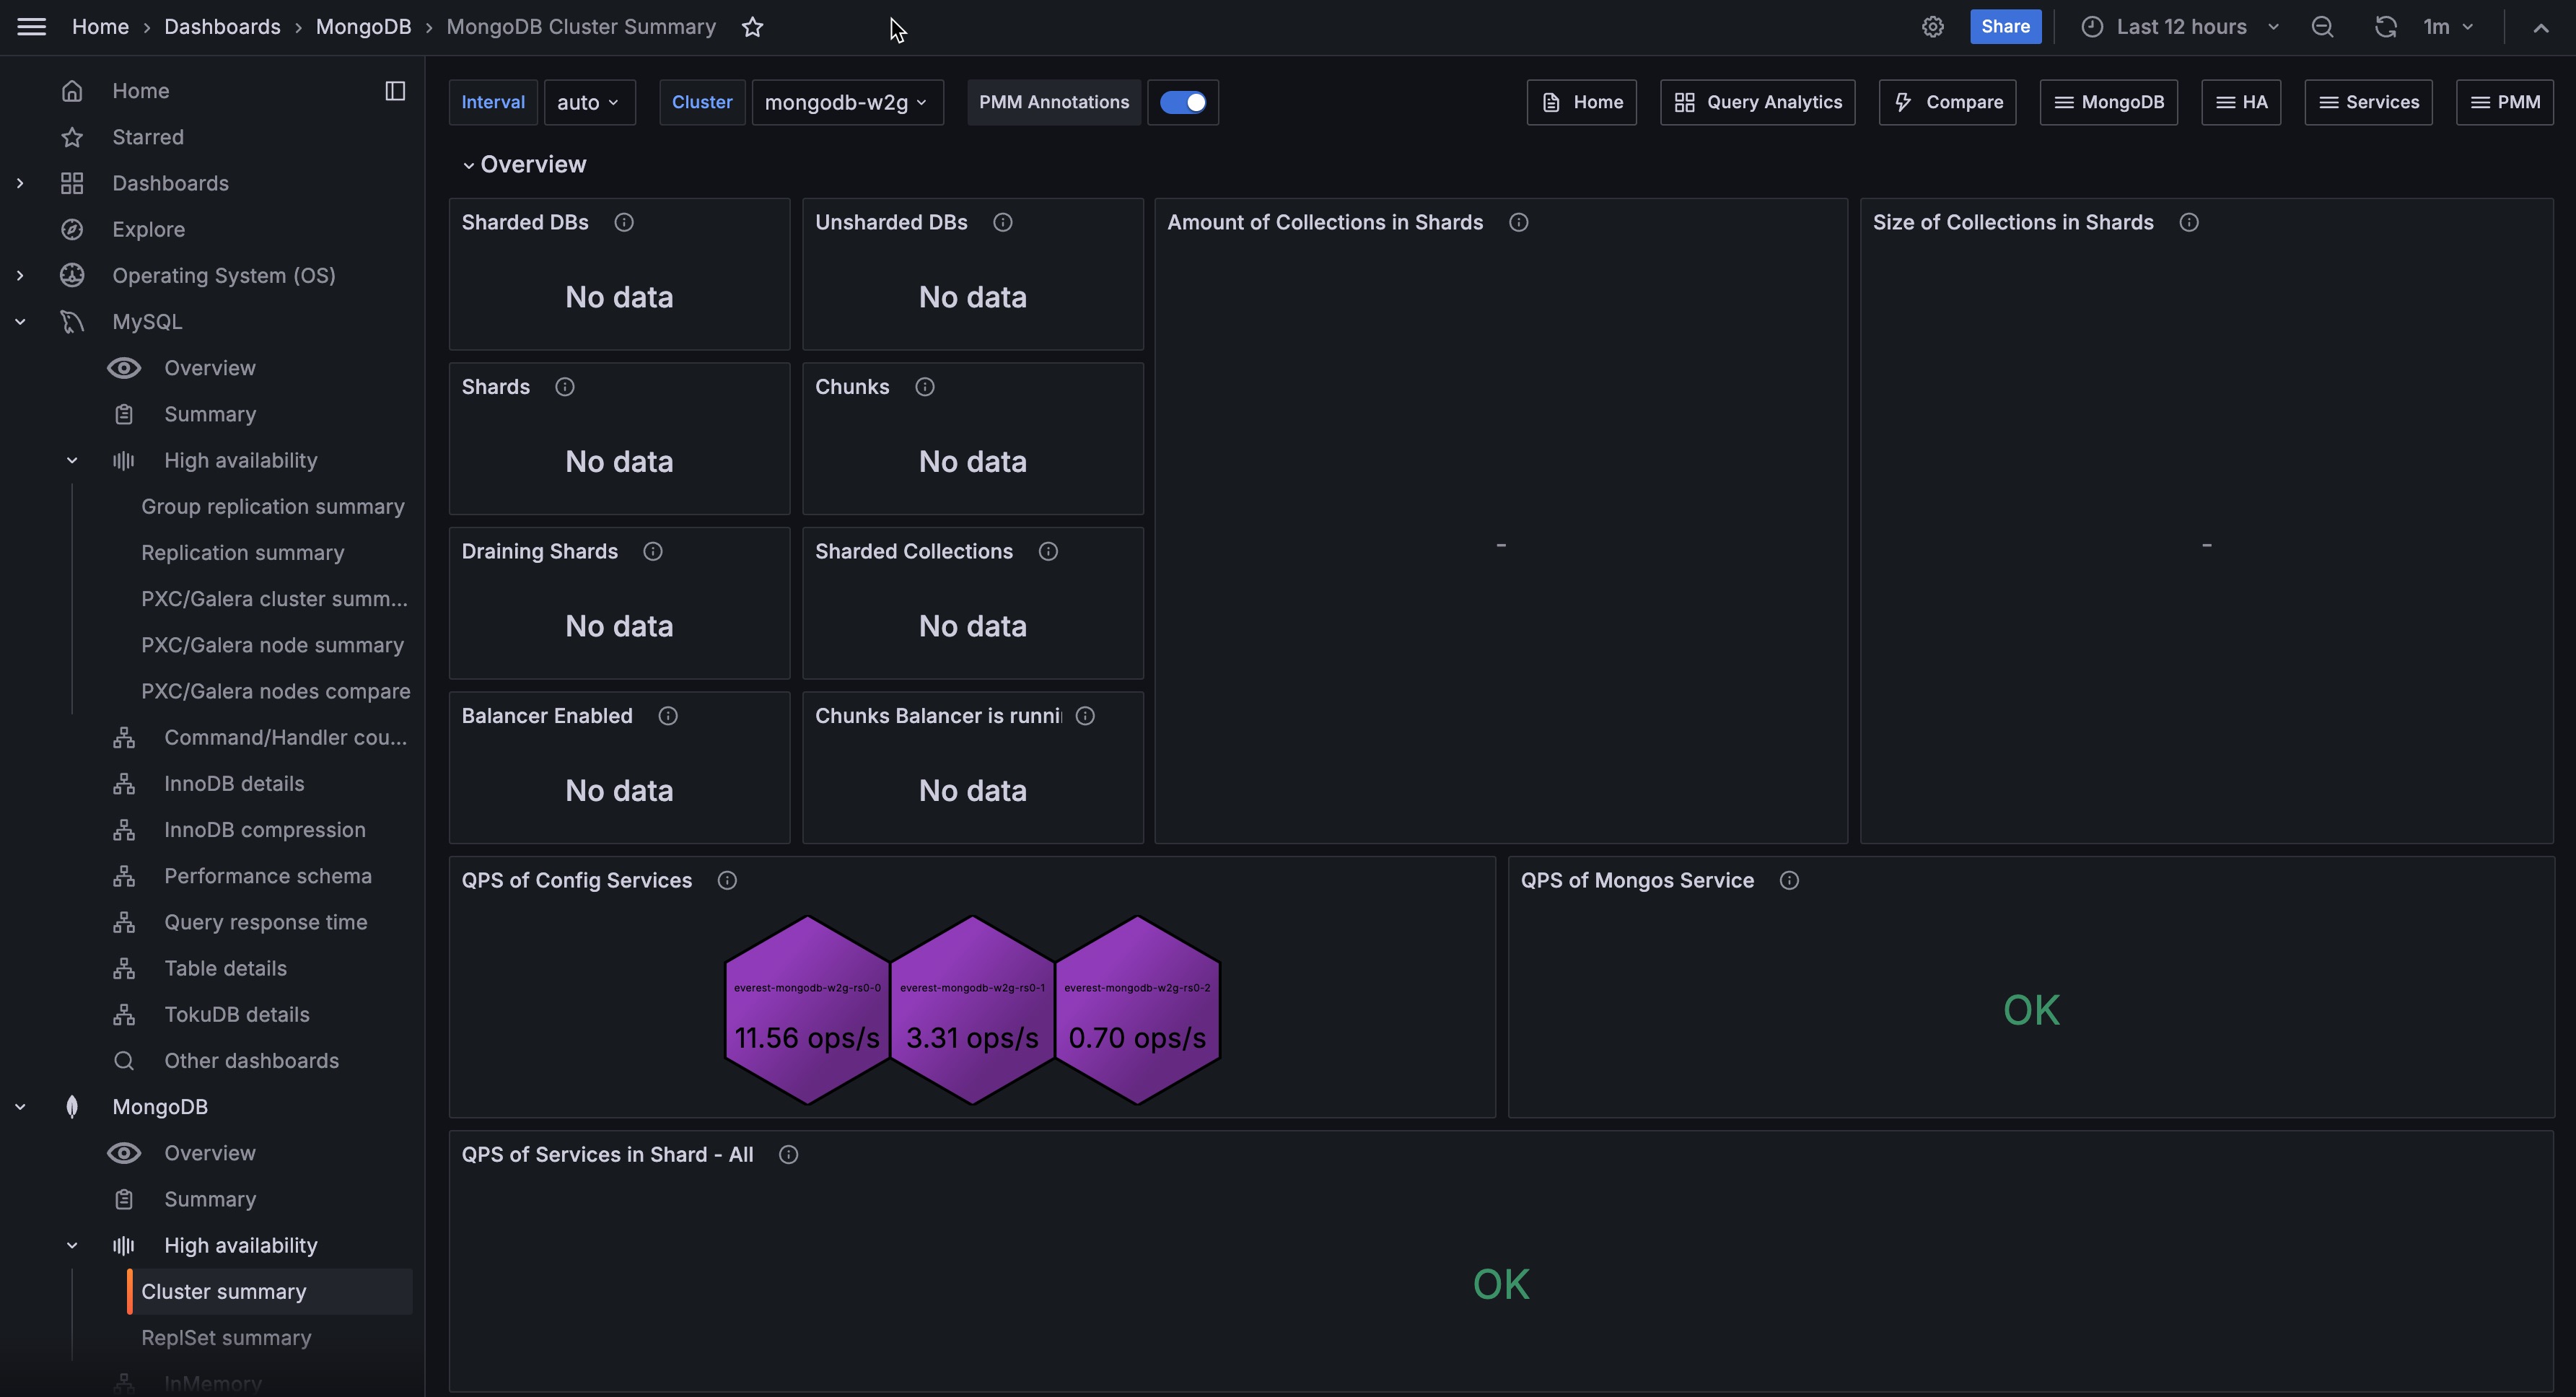 Home › Dashboards › MongoDB › MongoDB Cluster Summary
Share
Last 12 hours
1m
Home
Starred
Dashboards
Explore
Operating System (OS)
MySQL
Overview
Summary
High availability
Group replication summary
Replication summary
PXC/Galera cluster summ...
PXC/Galera node summary
PXC/Galera nodes compare
Command/Handler cou...
InnoDB details
InnoDB compression
Performance schema
Query response time
Table details
TokuDB details
Other dashboards
MongoDB
Overview
Summary
High availability
Cluster summary
ReplSet summary
InMemory
Interval auto Cluster mongodb-w2g PMM Annotations
Home Query Analytics Compare MongoDB HA Services PMM
Overview
Sharded DBs
No data
Unsharded DBs
No data
Amount of Collections in Shards
-
Size of Collections in Shards
-
Shards
No data
Chunks
No data
Draining Shards
No data
Sharded Collections
No data
Balancer Enabled
No data
Chunks Balancer is runni
No data
QPS of Config Services
everest-mongodb-w2g-rs0-0
11.56 ops/s
everest-mongodb-w2g-rs0-1
3.31 ops/s
everest-mongodb-w2g-rs0-2
0.70 ops/s
QPS of Mongos Service
OK
QPS of Services in Shard - All
OK